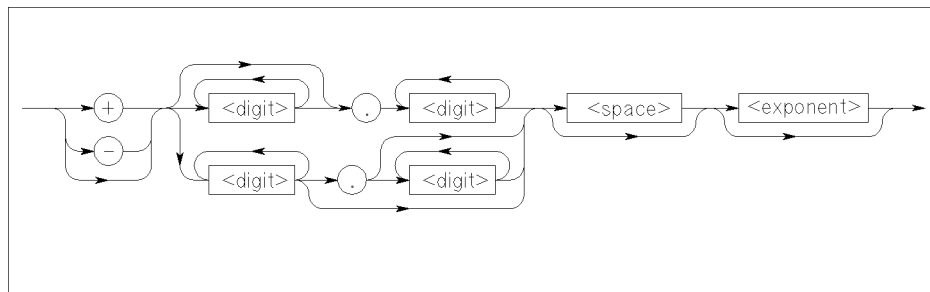 + <digit> . <digit> <space> <exponent>
-
<digit> . <digit>